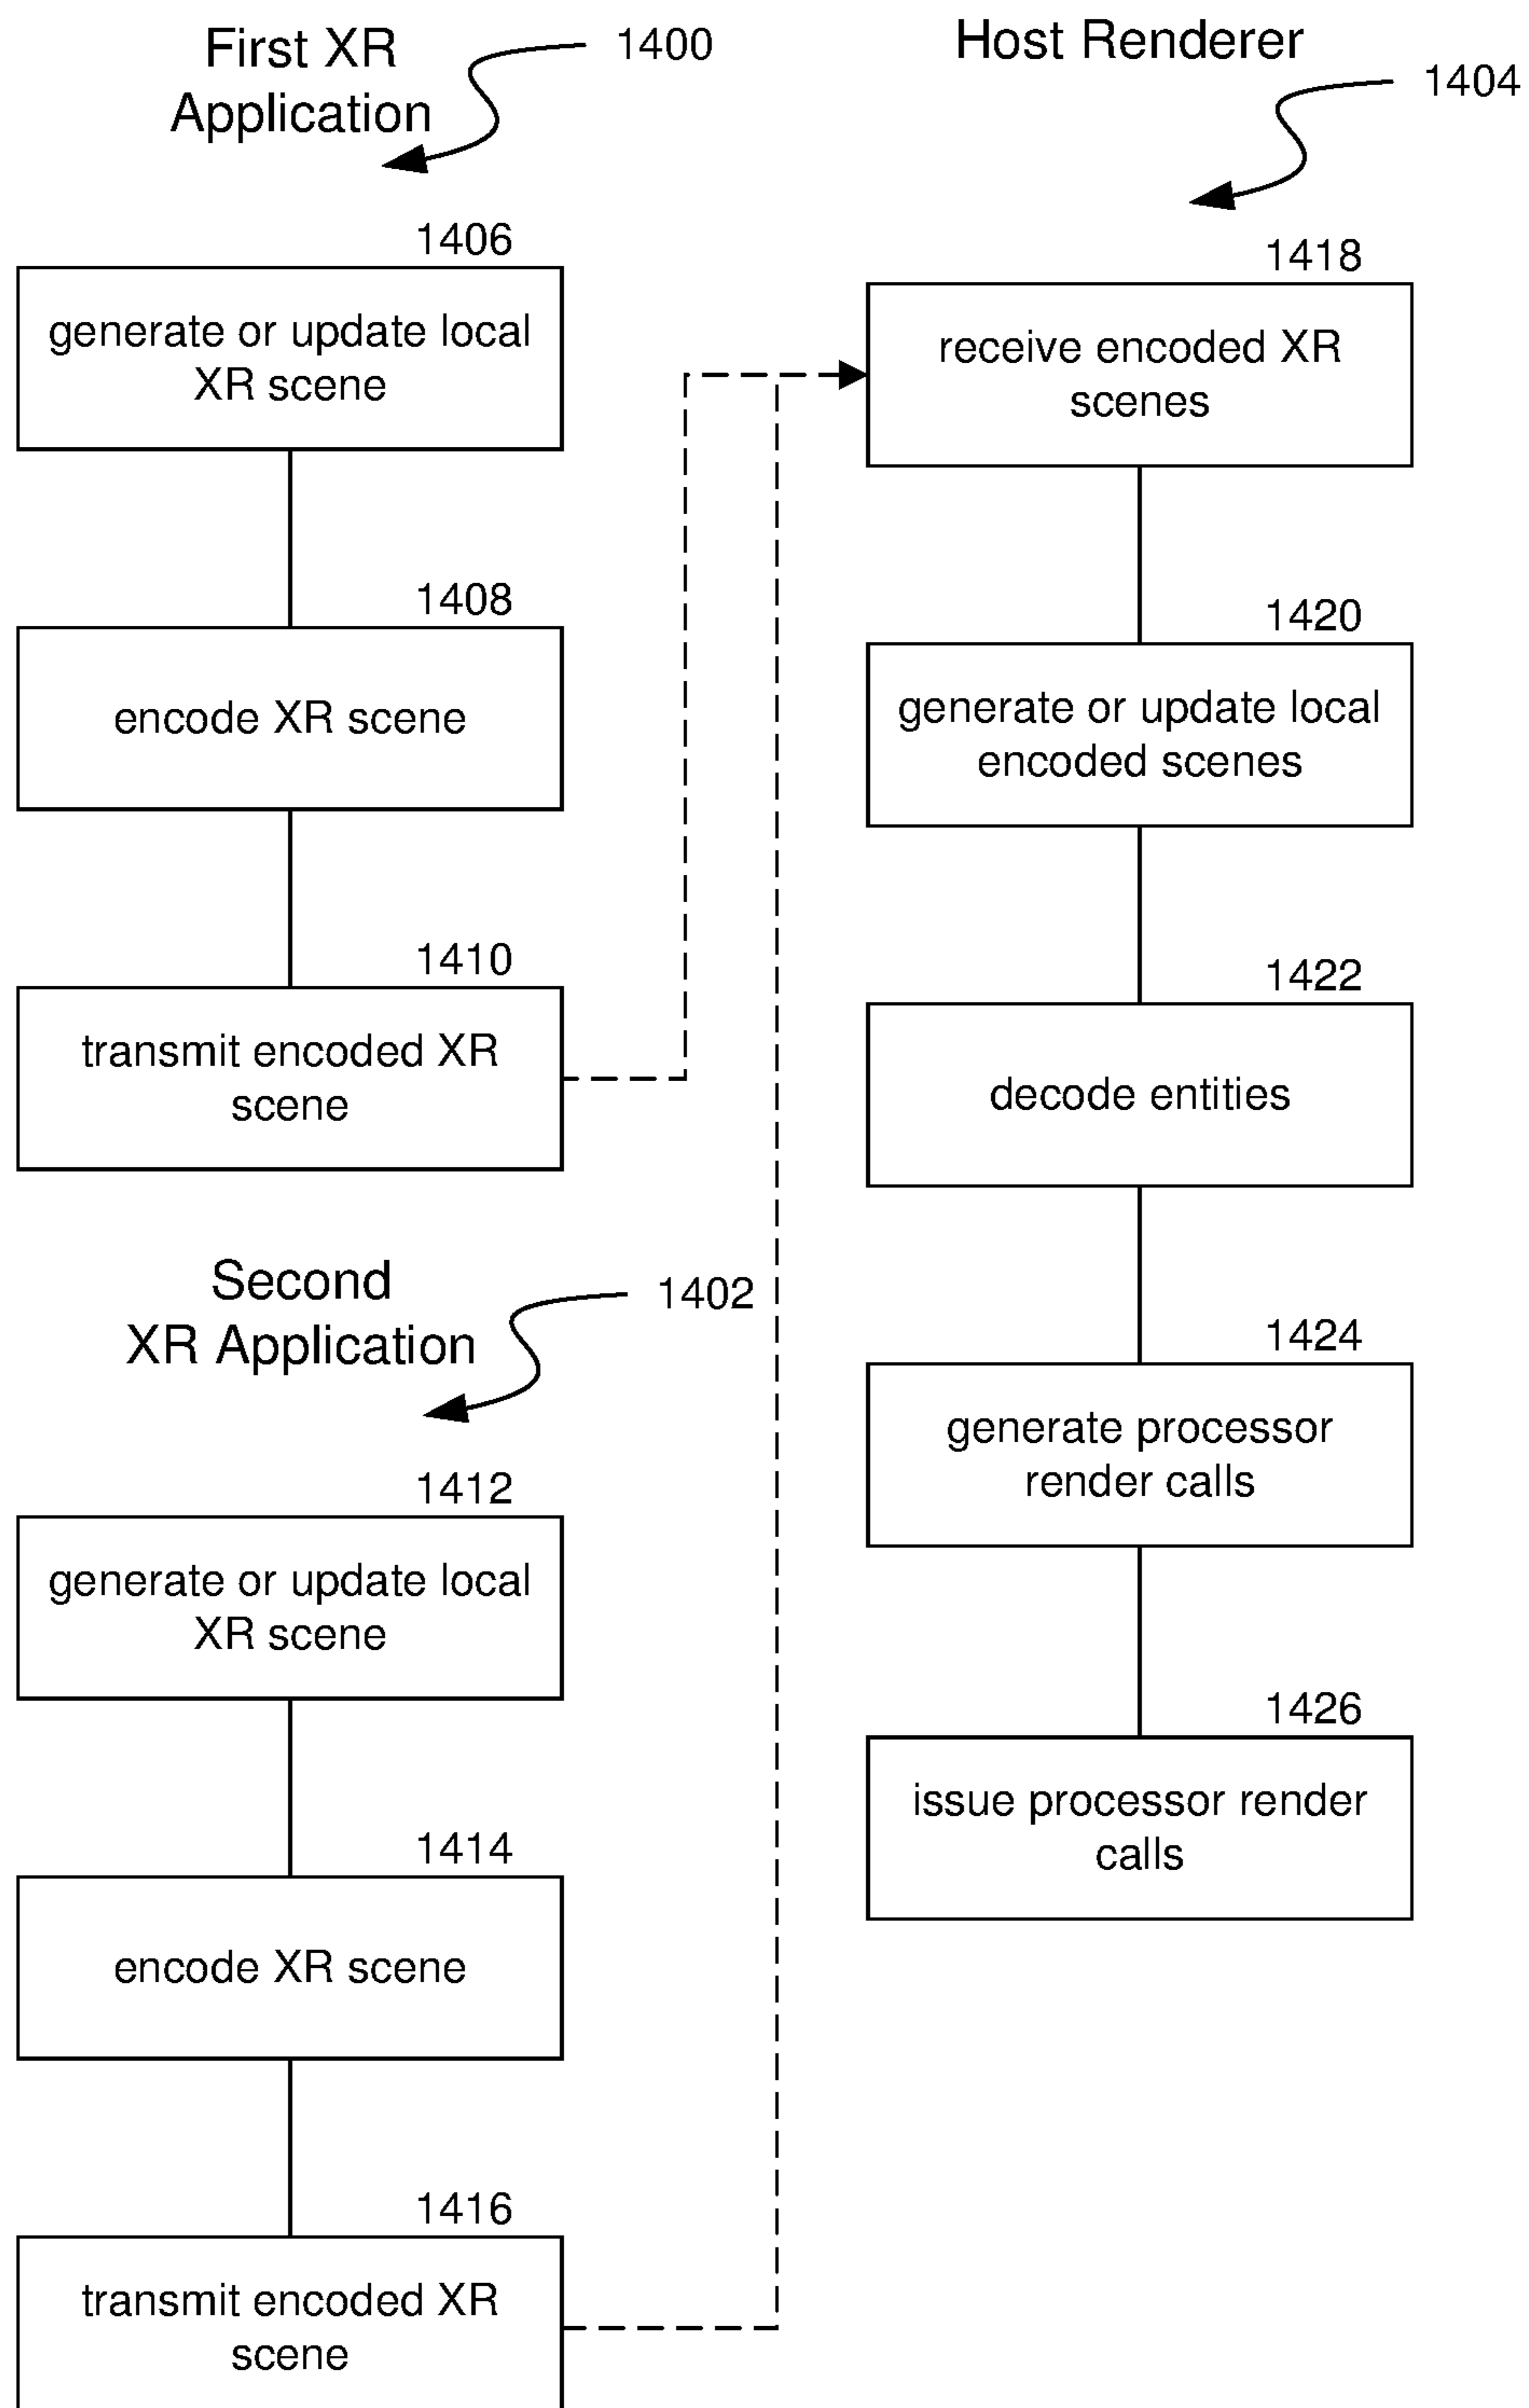 First XR
Application
1400
1406
generate or update local
XR scene
1408
encode XR scene
1410
transmit encoded XR
scene
Second
XR Application
1402
1412
generate or update local
XR scene
1414
encode XR scene
1416
transmit encoded XR
scene
Host Renderer
1404
1418
receive encoded XR
scenes
1420
generate or update local
encoded scenes
1422
decode entities
1424
generate processor
render calls
1426
issue processor render
calls